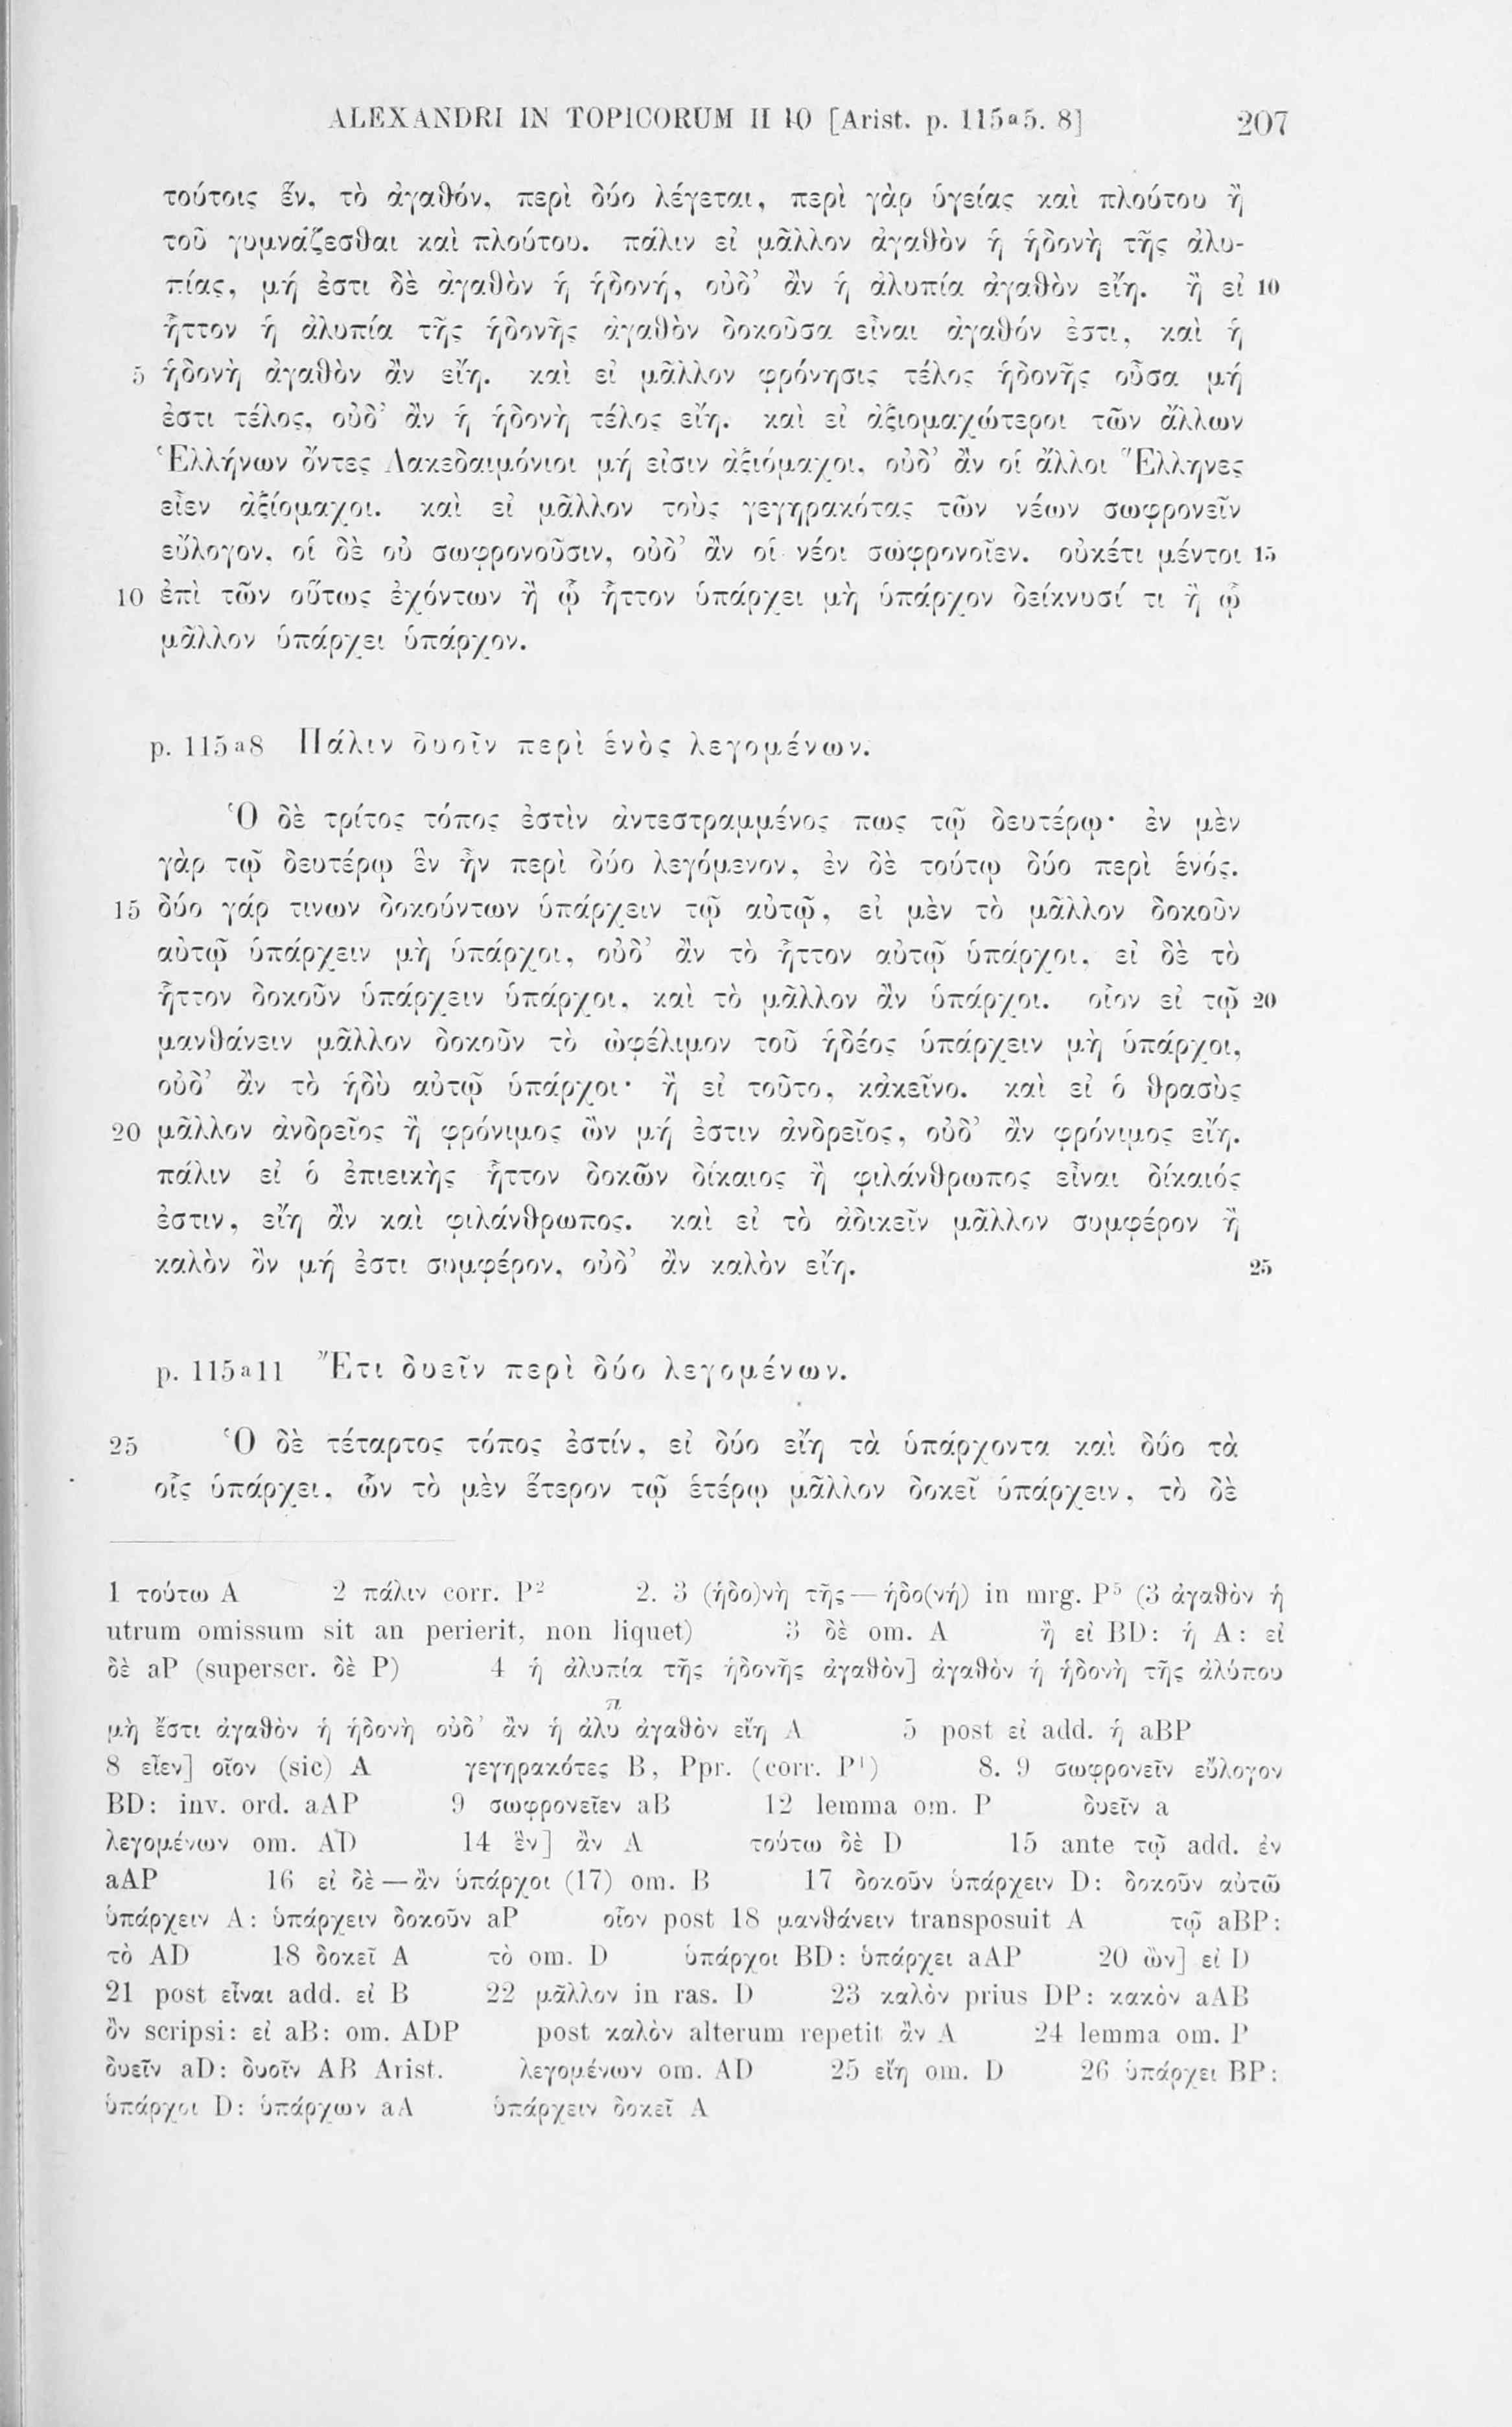 ALEXANDRI IN TOPICORUM II 10 [Arist. p. 115a5. 8] 207
τούτοις ἕν, τὸ ἀγαθόν, περὶ δύο λέγεται, περὶ γὰρ ὑγείας καὶ πλούτου ἢ
τοῦ γυμνάζεσθαι καὶ πλούτου. πάλιν εἰ μᾶλλον ἀγαθὸν ἡ ἡδονὴ τῆς ἀλυ-
πίας, μή ἐστι δὲ ἀγαθὸν ἡ ἡδονή, οὐδ’ ἂν ἡ ἀλυπία ἀγαθὸν εἴη. ἢ εἰ 10
ἧττον ἡ ἀλυπία τῆς ἡδονῆς ἀγαθὸν δοκοῦσα εἶναι ἀγαθόν ἐστι, καὶ ἡ
5 ἡδονὴ ἀγαθὸν ἂν εἴη. καὶ εἰ μᾶλλον φρόνησις τέλος ἡδονῆς οὖσα μή
ἐστι τέλος, οὐδ’ ἂν ἡ ἡδονὴ τέλος εἴη. καὶ εἰ ἀξιομαχώτεροι τῶν ἄλλων
Ἑλλήνων ὄντες Λακεδαιμόνιοι μή εἰσιν ἀξιόμαχοι, οὐδ’ ἂν οἱ ἄλλοι Ἕλληνες
εἶεν ἀξίομαχοι. καὶ εἰ μᾶλλον τοὺς γεγηρακότας τῶν νέων σωφρονεῖν
εὔλογον, οἱ δὲ οὐ σωφρονοῦσιν, οὐδ’ ἂν οἱ νέοι σωφρονοῖεν. οὐκέτι μέντοι 15
10 ἐπὶ τῶν οὕτως ἐχόντων ἢ ᾧ ἧττον ὑπάρχει μὴ ὑπάρχον δείκνυσί τι ἢ ᾧ
μᾶλλον ὑπάρχει ὑπάρχον.
p. 115a8 Πάλιν δυοῖν περὶ ἑνὸς λεγομένων.
Ὁ δὲ τρίτος τόπος ἐστὶν ἀντεστραμμένος πως τῷ δευτέρῳ· ἐν μὲν
γὰρ τῷ δευτέρῳ ἓν ἦν περὶ δύο λεγόμενον, ἐν δὲ τούτῳ δύο περὶ ἑνός.
15 δύο γάρ τινων δοκούντων ὑπάρχειν τῷ αὐτῷ, εἰ μὲν τὸ μᾶλλον δοκοῦν
αὐτῷ ὑπάρχειν μὴ ὑπάρχοι, οὐδ’ ἂν τὸ ἧττον αὐτῷ ὑπάρχοι, εἰ δὲ τὸ
ἧττον δοκοῦν ὑπάρχειν ὑπάρχοι, καὶ τὸ μᾶλλον ἂν ὑπάρχοι. οἷον εἰ τῷ 20
μανθάνειν μᾶλλον δοκοῦν τὸ ὠφέλιμον τοῦ ἡδέος ὑπάρχειν μὴ ὑπάρχοι,
οὐδ’ ἂν τὸ ἡδὺ αὐτῷ ὑπάρχοι· ἢ εἰ τοῦτο, κἀκεῖνο. καὶ εἰ ὁ θρασὺς
20 μᾶλλον ἀνδρεῖος ἢ φρόνιμος ὢν μή ἐστιν ἀνδρεῖος, οὐδ’ ἂν φρόνιμος εἴη.
πάλιν εἰ ὁ ἐπιεικὴς ἧττον δοκῶν δίκαιος ἢ φιλάνθρωπος εἶναι δίκαιός
ἐστιν, εἴη ἂν καὶ φιλάνθρωπος. καὶ εἰ τὸ ἀδικεῖν μᾶλλον συμφέρον ἢ
καλὸν ὂν μή ἐστι συμφέρον, οὐδ’ ἂν καλὸν εἴη. 25
p. 115a11 Ἔτι δυεῖν περὶ δύο λεγομένων.
25 Ὁ δὲ τέταρτος τόπος ἐστίν, εἰ δύο εἴη τὰ ὑπάρχοντα καὶ δύο τὰ
οἷς ὑπάρχει, ὧν τὸ μὲν ἕτερον τῷ ἑτέρῳ μᾶλλον δοκεῖ ὑπάρχειν, τὸ δὲ
1 τούτω A 2 πάλιν corr. P2 2. 3 (ἡδο)νὴ τῆς — ἡδο(νή) in mrg. P5 (3 ἀγαθὸν ἡ
utrum omissum sit an perierit, non liquet) 3 δὲ om. A ἢ εἰ BD: ἡ A: εἰ
δὲ aP (superscr. δὲ P) 4 ἡ ἀλυπία τῆς ἡδονῆς ἀγαθὸν] ἀγαθὸν ἡ ἡδονὴ τῆς ἀλύπου
μὴ ἔστι ἀγαθὸν ἡ ἡδονὴ οὐδ’ ἂν ἡ ἀλυπ ἀγαθὸν εἴη A 5 post εἰ add. ἡ aBP
8 εἶεν] οἷον (sic) A γεγηρακότες B, Ppr. (corr. P1) 8. 9 σωφρονεῖν εὔλογον
BD: inv. ord. aAP 9 σωφρονεῖεν aB 12 lemma om. P δυεῖν a
λεγομένων om. AD 14 ἓν] ἂν A τούτω δὲ D 15 ante τῷ add. ἐν
aAP 16 εἰ δὲ — ἂν ὑπάρχοι (17) om. B 17 δοκοῦν ὑπάρχειν D: δοκοῦν αὐτῶ
ὑπάρχειν A: ὑπάρχειν δοκοῦν aP οἷον post 18 μανθάνειν transposuit A τῷ aBP:
τὸ AD 18 δοκεῖ A τὸ om. D ὑπάρχοι BD: ὑπάρχει aAP 20 ὢν] εἰ D
21 post εἶναι add. εἰ B 22 μᾶλλον in ras. D 23 καλὸν prius DP: κακὸν aAB
ὂν scripsi: εἰ aB: om. ADP post καλὸν alterum repetit ἂν A 24 lemma om. P
δυεῖν aD: δυοῖν AB Arist. λεγομένων om. AD 25 εἴη om. D 26 ὑπάρχει BP:
ὑπάρχοι D: ὑπάρχων aA ὑπάρχειν δοκεῖ A